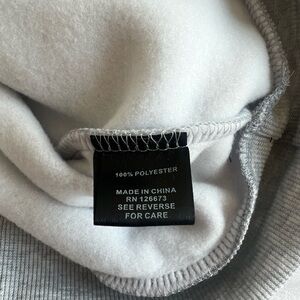 100% POLYESTER
MADE IN CHINA
RN 126673
SEE REVERSE
FOR CARE